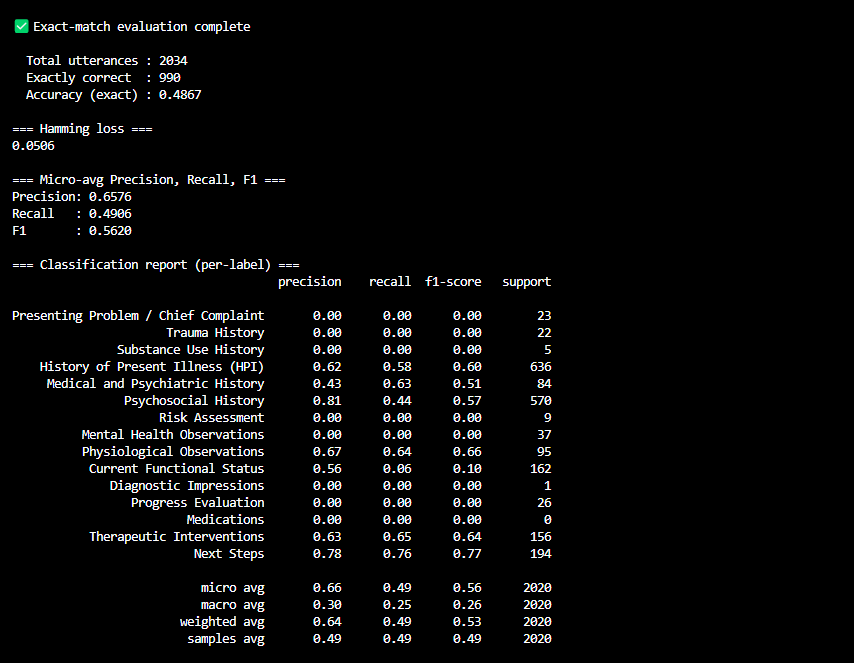 ✅ Exact-match evaluation complete
Total utterances : 2034
Exactly correct : 990
Accuracy (exact) : 0.4867
=== Hamming loss ===
0.0506
=== Micro-avg Precision, Recall, F1 ===
Precision: 0.6576
Recall : 0.4906
F1 : 0.5620
=== Classification report (per-label) ===
precision recall f1-score support
Presenting Problem / Chief Complaint 0.00 0.00 0.00 23
Trauma History 0.00 0.00 0.00 22
Substance Use History 0.00 0.00 0.00 5
History of Present Illness (HPI) 0.62 0.58 0.60 636
Medical and Psychiatric History 0.43 0.63 0.51 84
Psychosocial History 0.81 0.44 0.57 570
Risk Assessment 0.00 0.00 0.00 9
Mental Health Observations 0.00 0.00 0.00 37
Physiological Observations 0.67 0.64 0.66 95
Current Functional Status 0.56 0.06 0.10 162
Diagnostic Impressions 0.00 0.00 0.00 1
Progress Evaluation 0.00 0.00 0.00 26
Medications 0.00 0.00 0.00 0
Therapeutic Interventions 0.63 0.65 0.64 156
Next Steps 0.78 0.76 0.77 194
micro avg 0.66 0.49 0.56 2020
macro avg 0.30 0.25 0.26 2020
weighted avg 0.64 0.49 0.53 2020
samples avg 0.49 0.49 0.49 2020